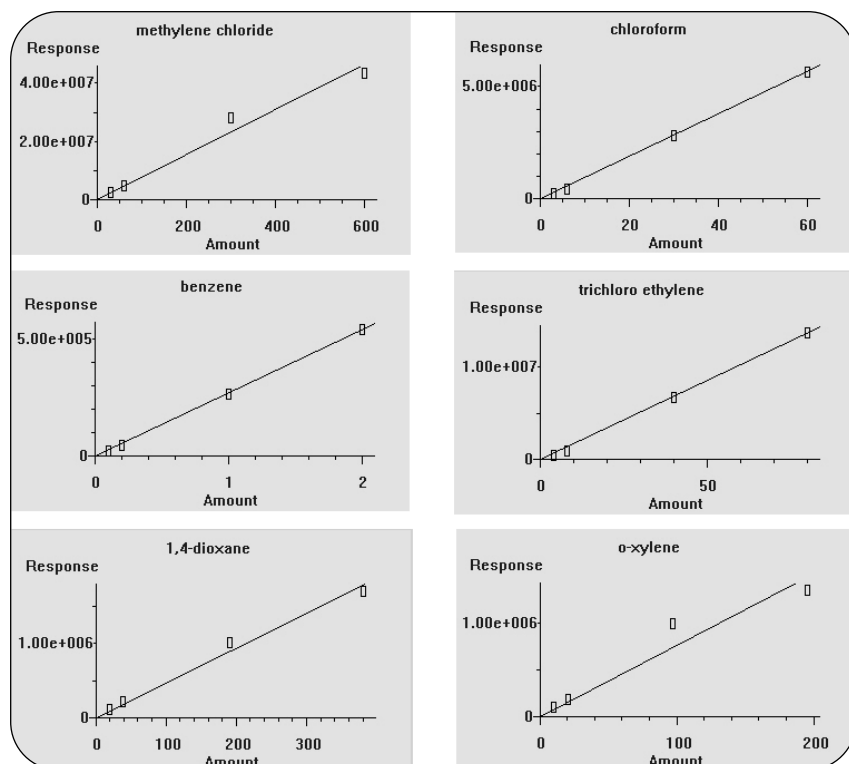 methylene chloride
Response
4.00e+007
2.00e+007
0
0 200 400 600
Amount
chloroform
Response
5.00e+006
0
0 20 40 60
Amount
benzene
Response
5.00e+005
0
0 1 2
Amount
trichloro ethylene
Response
1.00e+007
0
0 50
Amount
1,4-dioxane
Response
1.00e+006
0
0 100 200 300
Amount
o-xylene
Response
1.00e+006
0
0 100 200
Amount